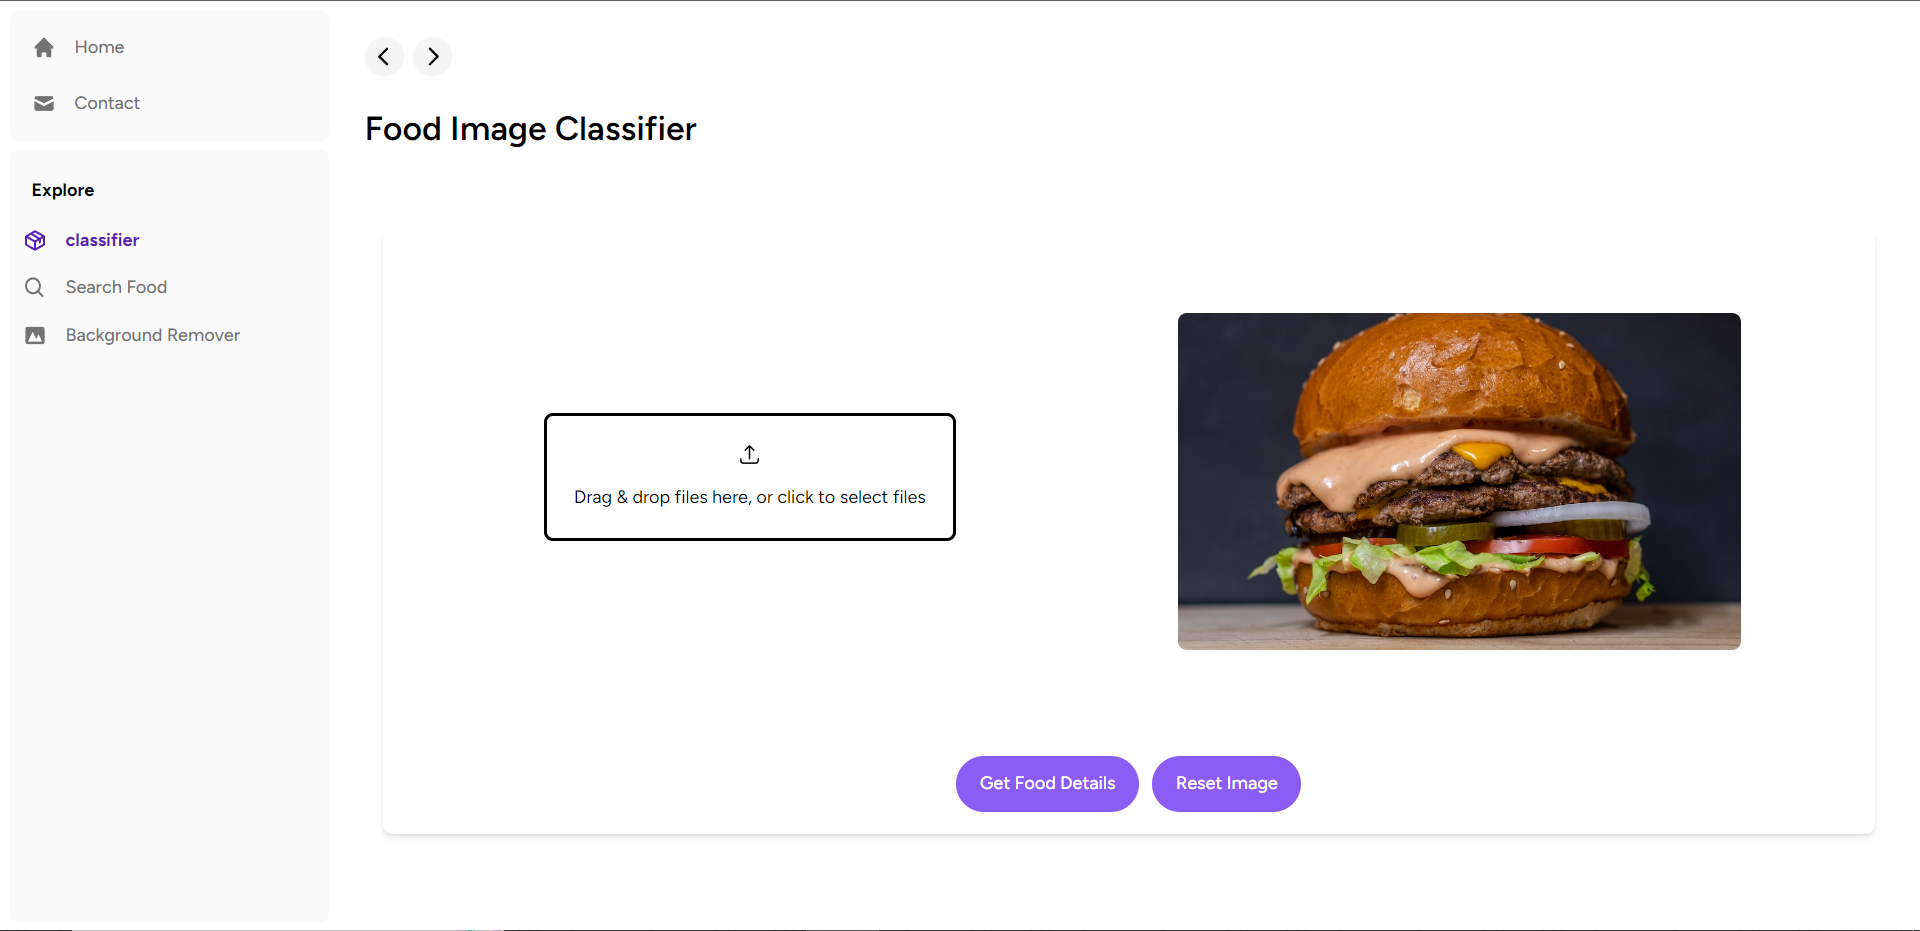 Home
Contact
Explore
classifier
Search Food
Background Remover
Food Image Classifier
Drag & drop files here, or click to select files
Get Food Details
Reset Image